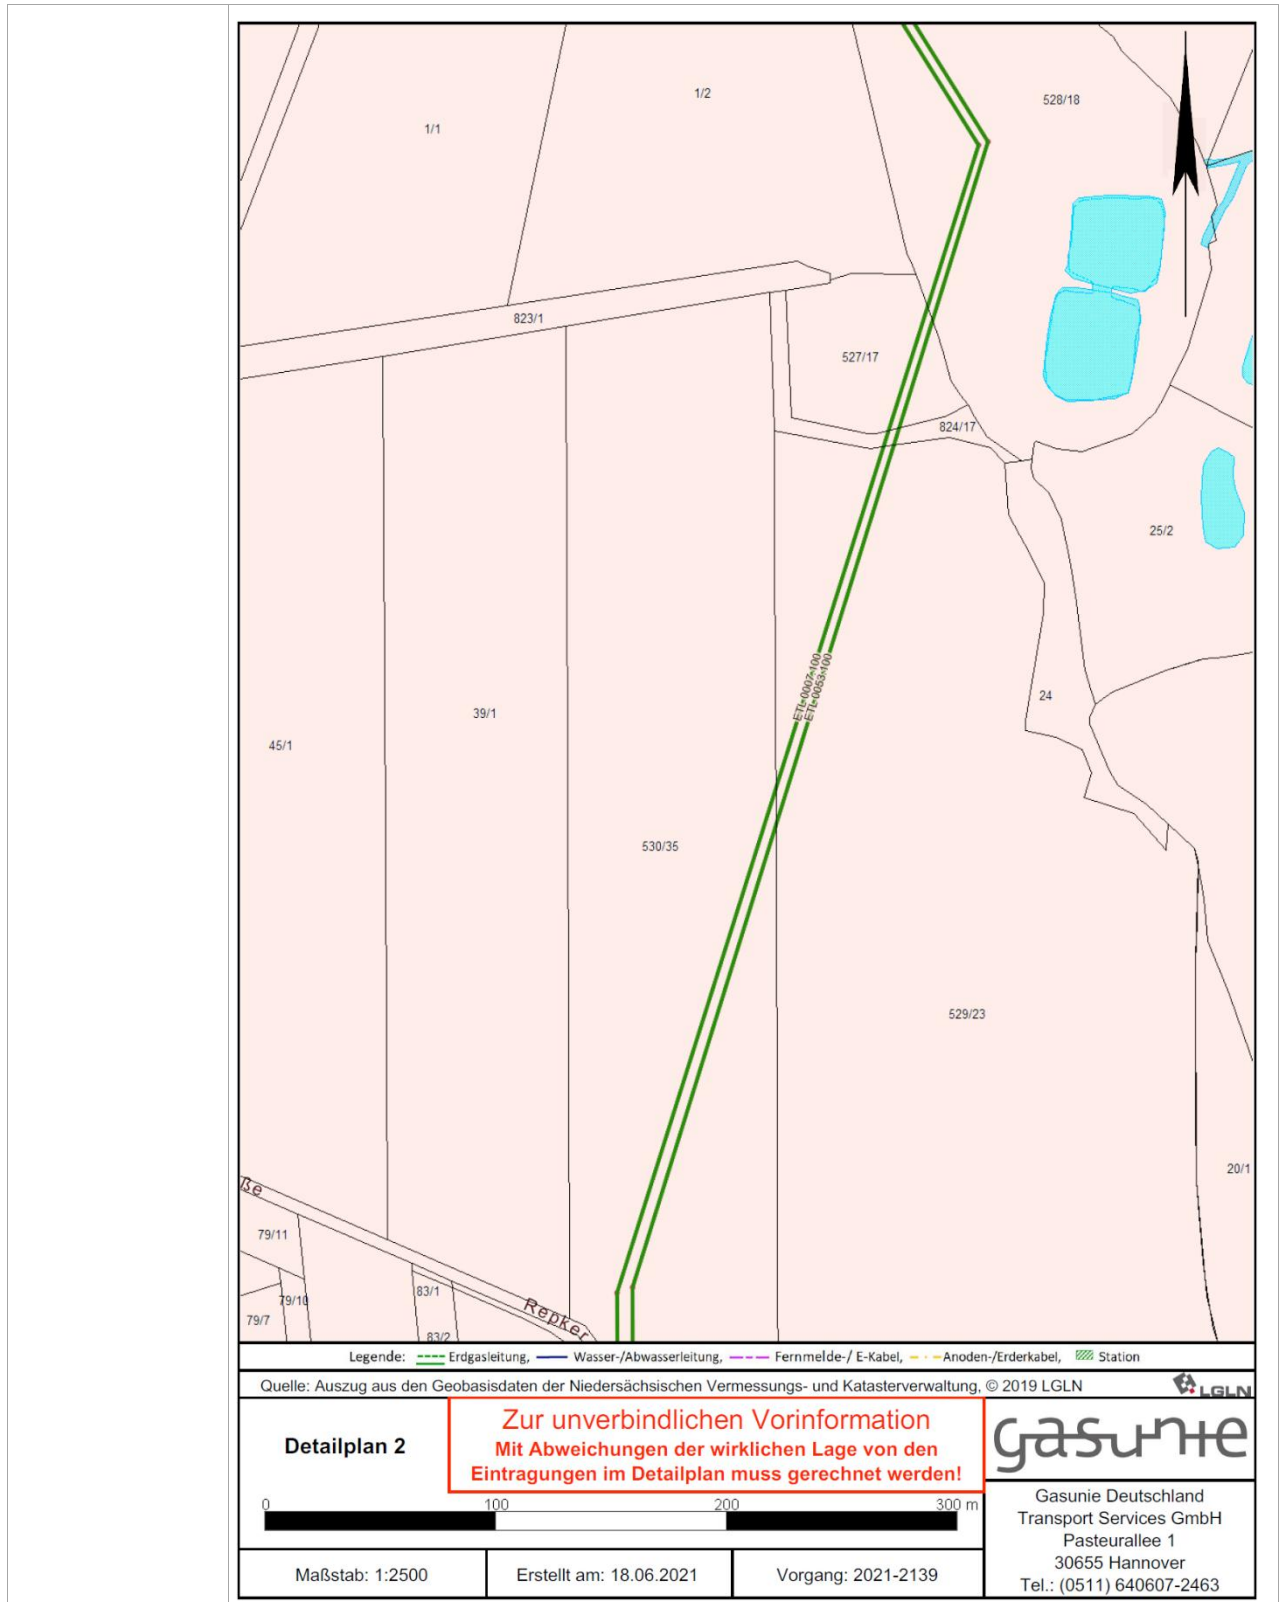 1/2
528/18
1/1
823/1
527/17
824/17
25/2
ETL-0007-100
ETL-0053-100
24
39/1
45/1
530/35
529/23
20/1
ße
79/11
79/10
83/1
79/7
Repker
83/2
Legende: Erdgasleitung, Wasser-/Abwasserleitung, Fernmelde-/ E-Kabel, Anoden-/Erderkabel, Station
Quelle: Auszug aus den Geobasisdaten der Niedersächsischen Vermessungs- und Katasterverwaltung, © 2019 LGLN
LGLN
Detailplan 2
Zur unverbindlichen Vorinformation
Mit Abweichungen der wirklichen Lage von den
Eintragungen im Detailplan muss gerechnet werden!
gasunie
0 100 200 300 m
Gasunie Deutschland
Transport Services GmbH
Pasteurallee 1
30655 Hannover
Tel.: (0511) 640607-2463
Maßstab: 1:2500
Erstellt am: 18.06.2021
Vorgang: 2021-2139